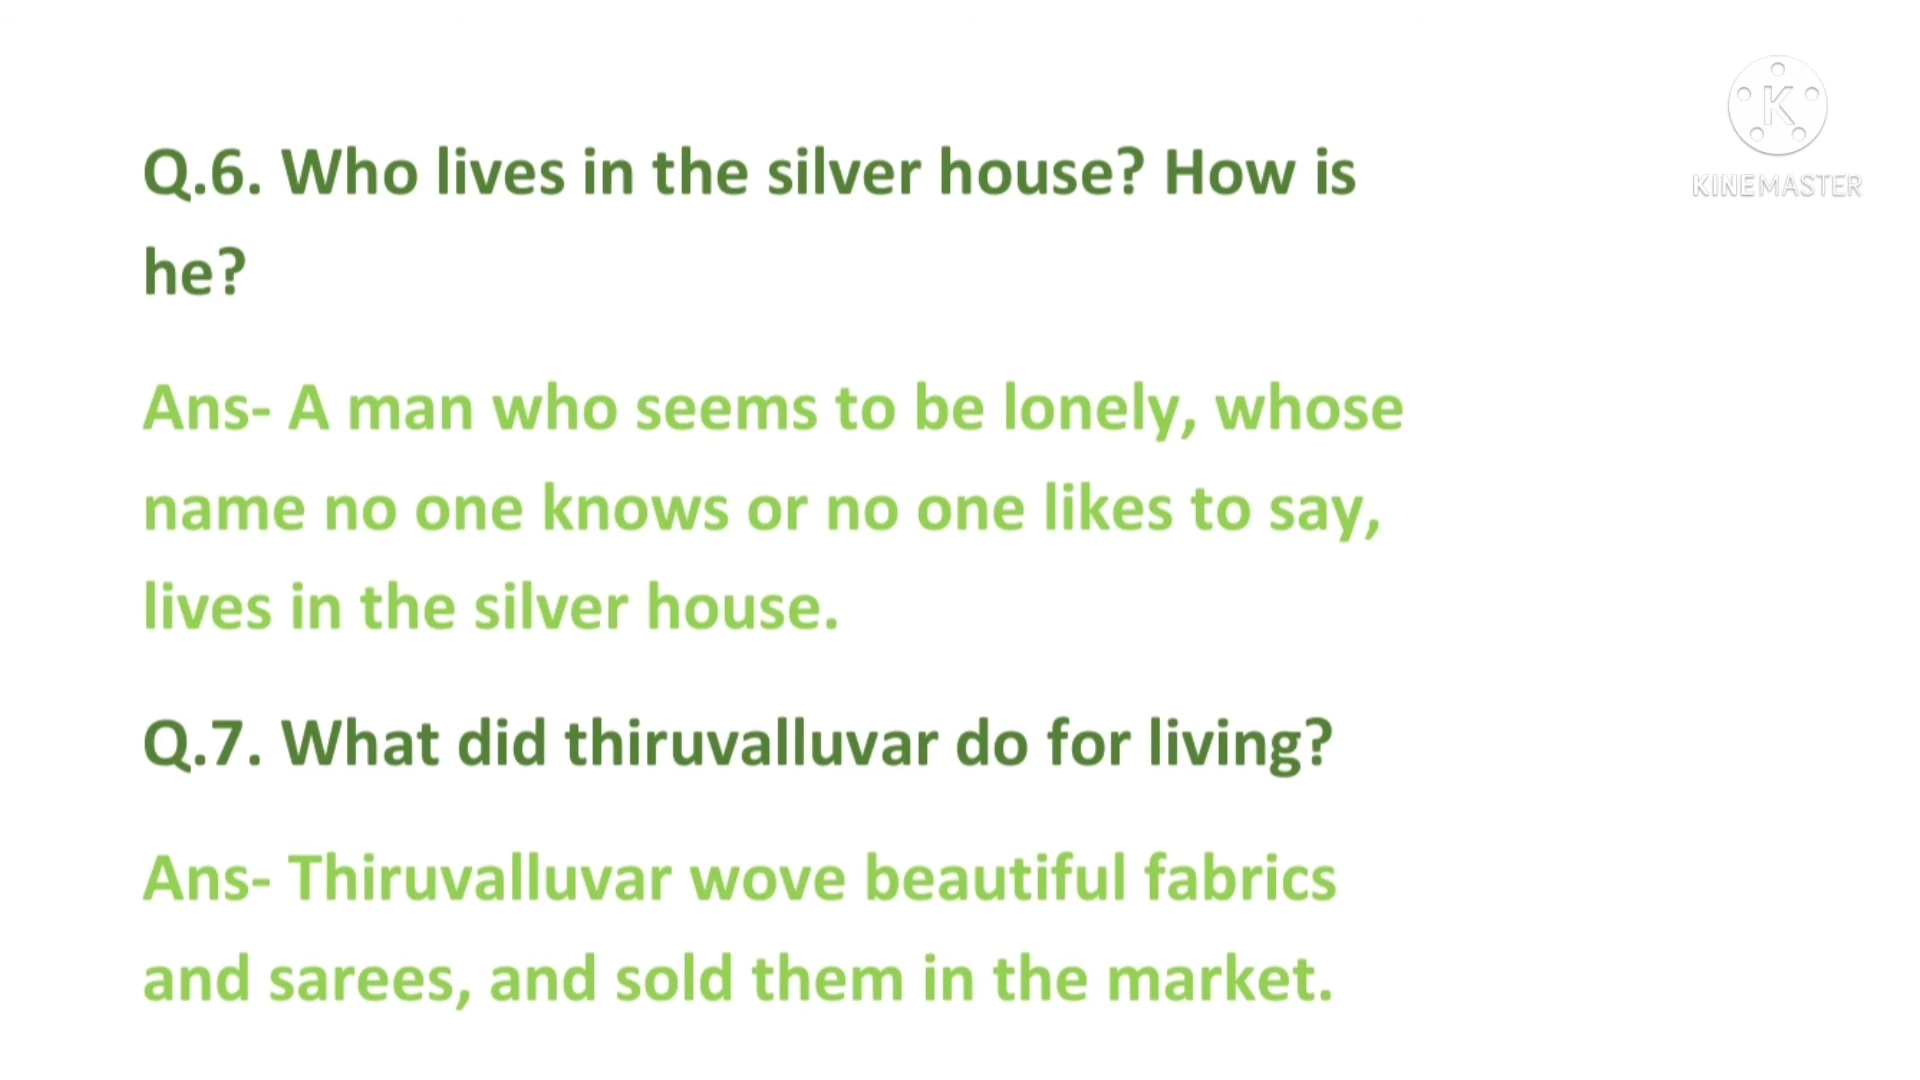 Q.6. Who lives in the silver house? How is
he?
Ans- A man who seems to be lonely, whose
name no one knows or no one likes to say,
lives in the silver house.
Q.7. What did thiruvalluvar do for living?
Ans- Thiruvalluvar wove beautiful fabrics
and sarees, and sold them in the market.
K
KINEMASTER